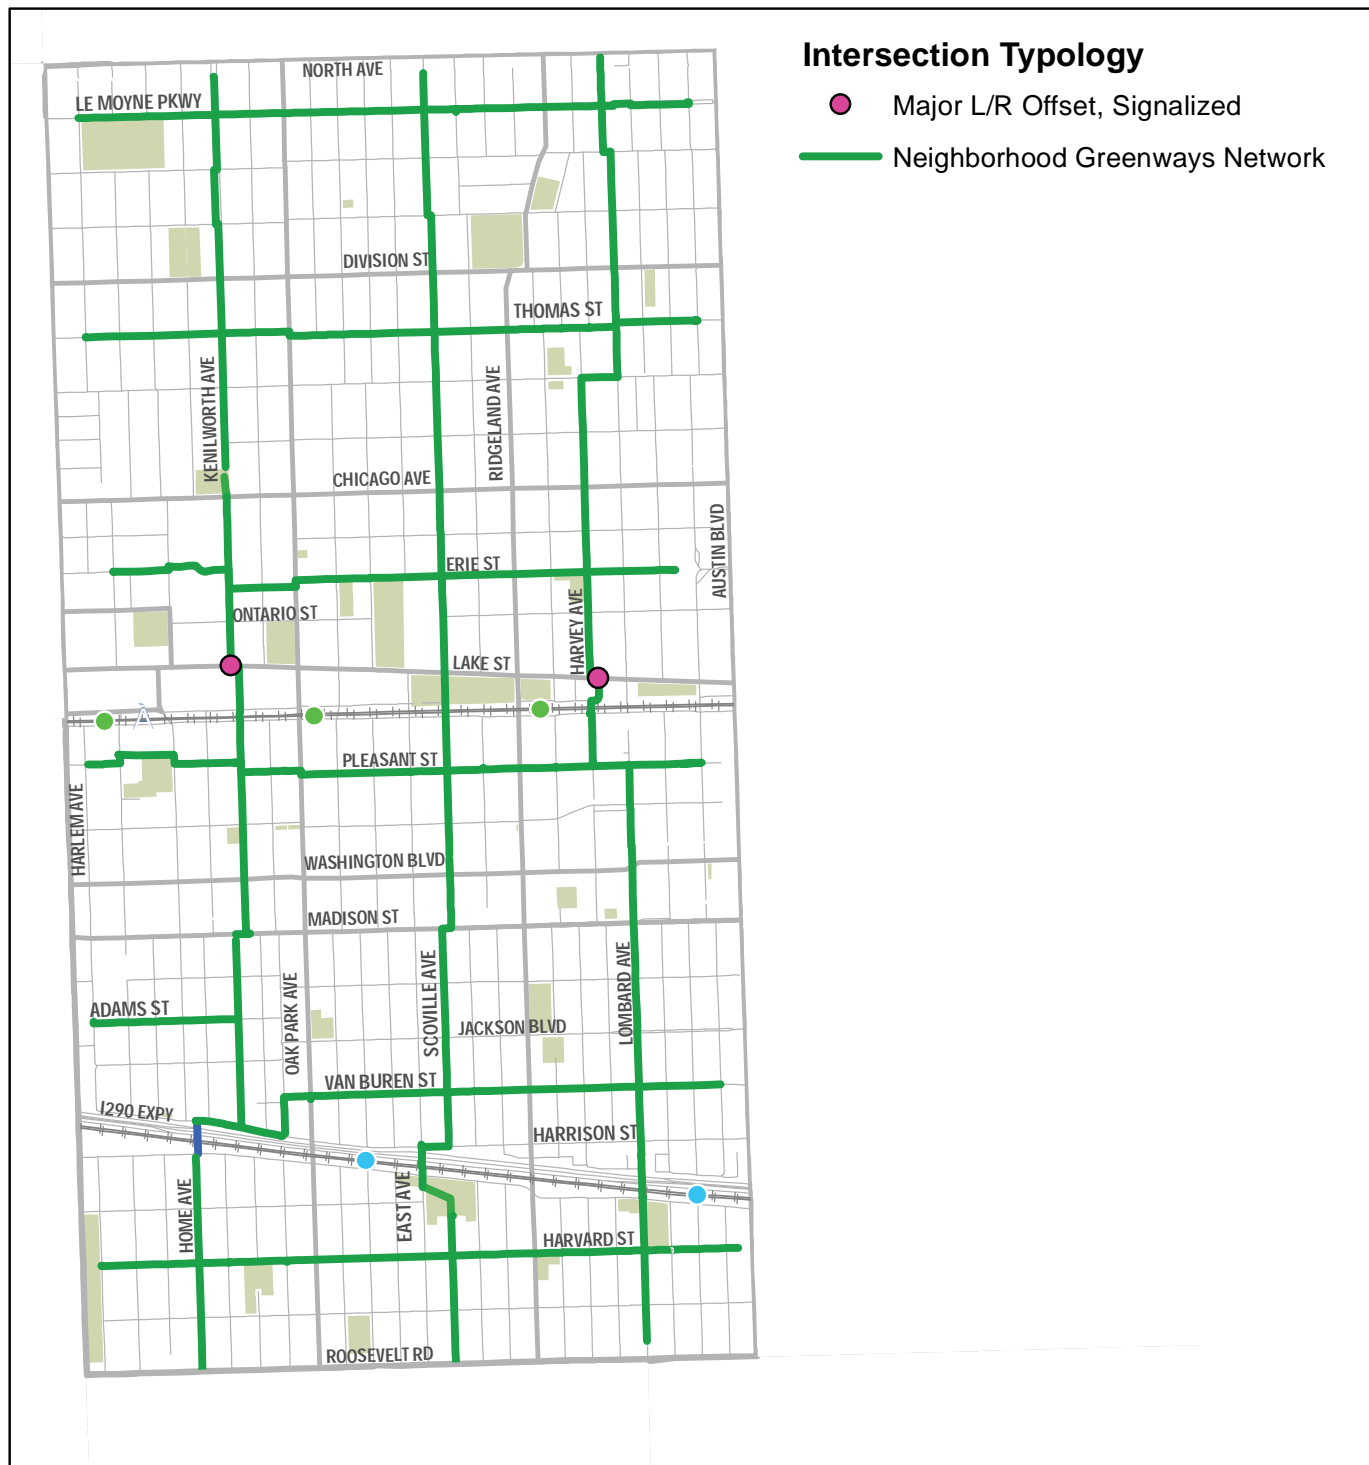 Intersection Typology
Major L/R Offset, Signalized
Neighborhood Greenways Network
NORTH AVE
LE MOYNE PKWY
DIVISION ST
THOMAS ST
KENILWORTH AVE
RIDGELAND AVE
CHICAGO AVE
AUSTIN BLVD
ERIE ST
HARVEY AVE
ONTARIO ST
LAKE ST
PLEASANT ST
HARLEM AVE
WASHINGTON BLVD
MADISON ST
SCOVILLE AVE
LOMBARD AVE
OAK PARK AVE
ADAMS ST
JACKSON BLVD
VAN BUREN ST
I290 EXPY
HARRISON ST
HOME AVE
EAST AVE
HARVARD ST
ROOSEVELT RD